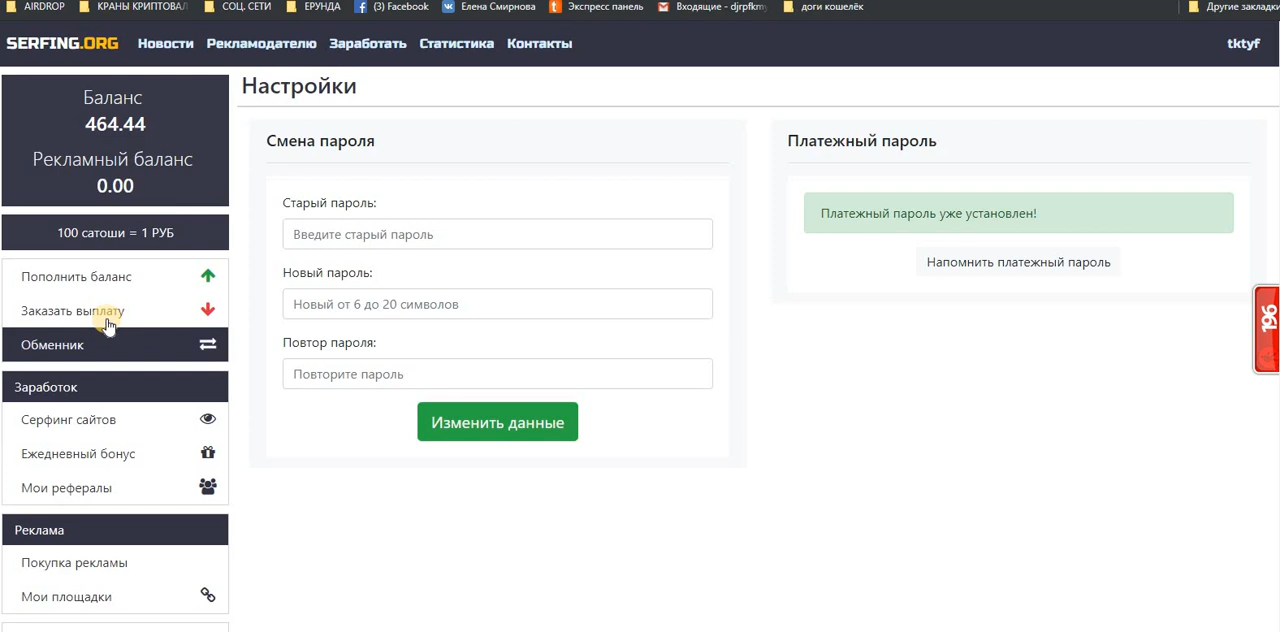 AIRDROP КРАНЫ КРИПТОВАЛ СОЦ. СЕТИ ЕРУНДА (3) Facebook Елена Смирнова Экспресс панель Входящие - djrpfkmy доги кошелёк Другие закладки
SERFING.ORG Новости Рекламодателю Заработать Статистика Контакты tktyf
Баланс
464.44
Рекламный баланс
0.00
100 сатоши = 1 РУБ
Пополнить баланс
Заказать выплату
Обменник
Заработок
Серфинг сайтов
Ежедневный бонус
Мои рефералы
Реклама
Покупка рекламы
Мои площадки
Настройки
Смена пароля
Старый пароль:
Введите старый пароль
Новый пароль:
Новый от 6 до 20 символов
Повтор пароля:
Повторите пароль
Изменить данные
Платежный пароль
Платежный пароль уже установлен!
Напомнить платежный пароль
196